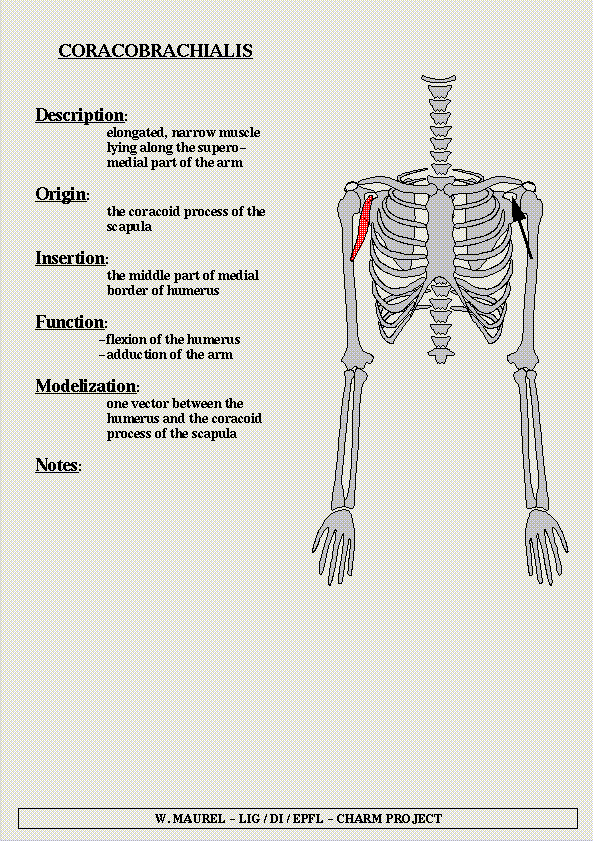 CORACOBRACHIALIS
Description:
elongated, narrow muscle
lying along the supero–
medial part of the arm
Origin:
the coracoid process of the
scapula
Insertion:
the middle part of medial
border of humerus
Function:
–flexion of the humerus
–adduction of the arm
Modelization:
one vector between the
humerus and the coracoid
process of the scapula
Notes:
W. MAUREL – LIG / DI / EPFL – CHARM PROJECT